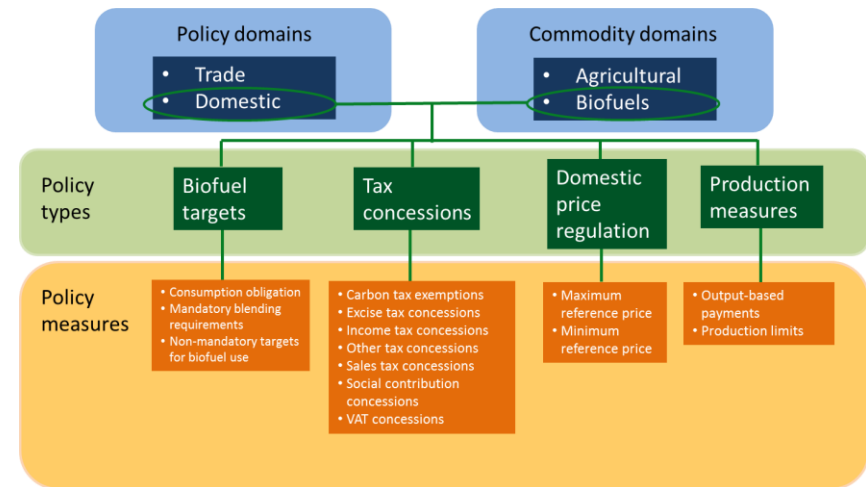 Policy domains
• Trade
• Domestic
Commodity domains
• Agricultural
• Biofuels
Policy
types
Biofuel
targets
Tax
concessions
Domestic
price
regulation
Production
measures
Policy
measures
• Consumption obligation
• Mandatory blending
requirements
• Non-mandatory targets
for biofuel use
• Carbon tax exemptions
• Excise tax concessions
• Income tax concessions
• Other tax concessions
• Sales tax concessions
• Social contribution
concessions
• VAT concessions
• Maximum
reference price
• Minimum
reference price
• Output-based
payments
• Production limits